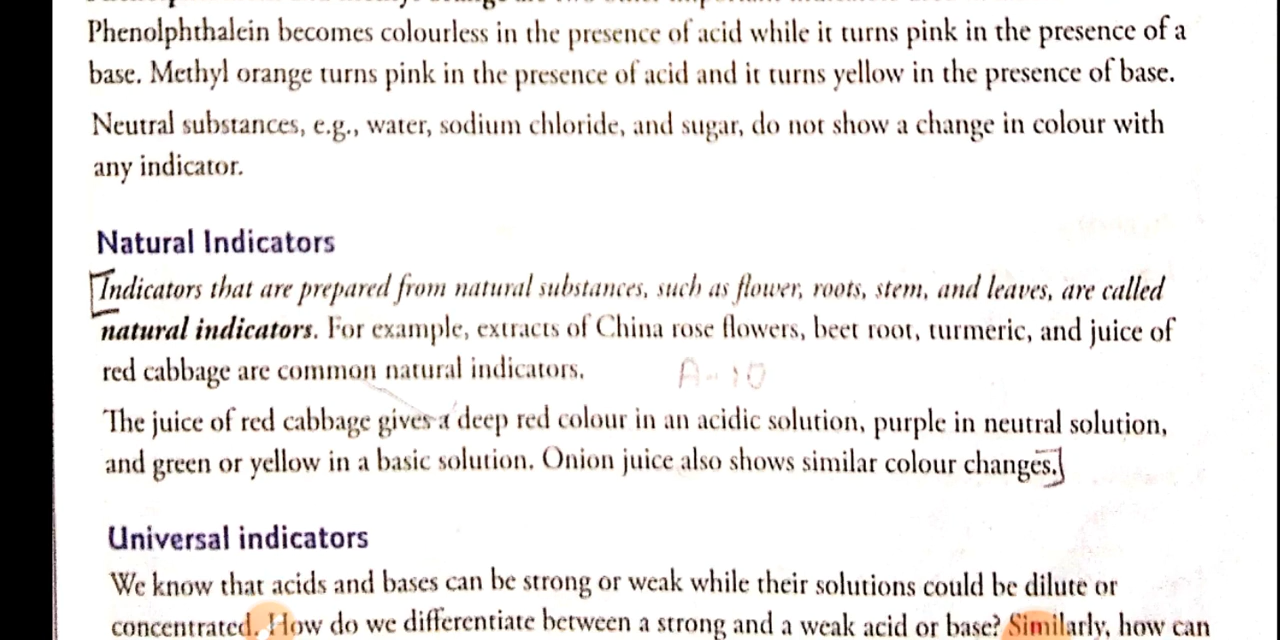 Phenolphthalein becomes colourless in the presence of acid while it turns pink in the presence of a
base. Methyl orange turns pink in the presence of acid and it turns yellow in the presence of base.
Neutral substances, e.g., water, sodium chloride, and sugar, do not show a change in colour with
any indicator.
Natural Indicators
Indicators that are prepared from natural substances, such as flower, roots, stem, and leaves, are called
natural indicators. For example, extracts of China rose flowers, beet root, turmeric, and juice of
red cabbage are common natural indicators.
The juice of red cabbage gives a deep red colour in an acidic solution, purple in neutral solution,
and green or yellow in a basic solution. Onion juice also shows similar colour changes.
Universal indicators
We know that acids and bases can be strong or weak while their solutions could be dilute or
concentrated. How do we differentiate between a strong and a weak acid or base? Similarly, how can